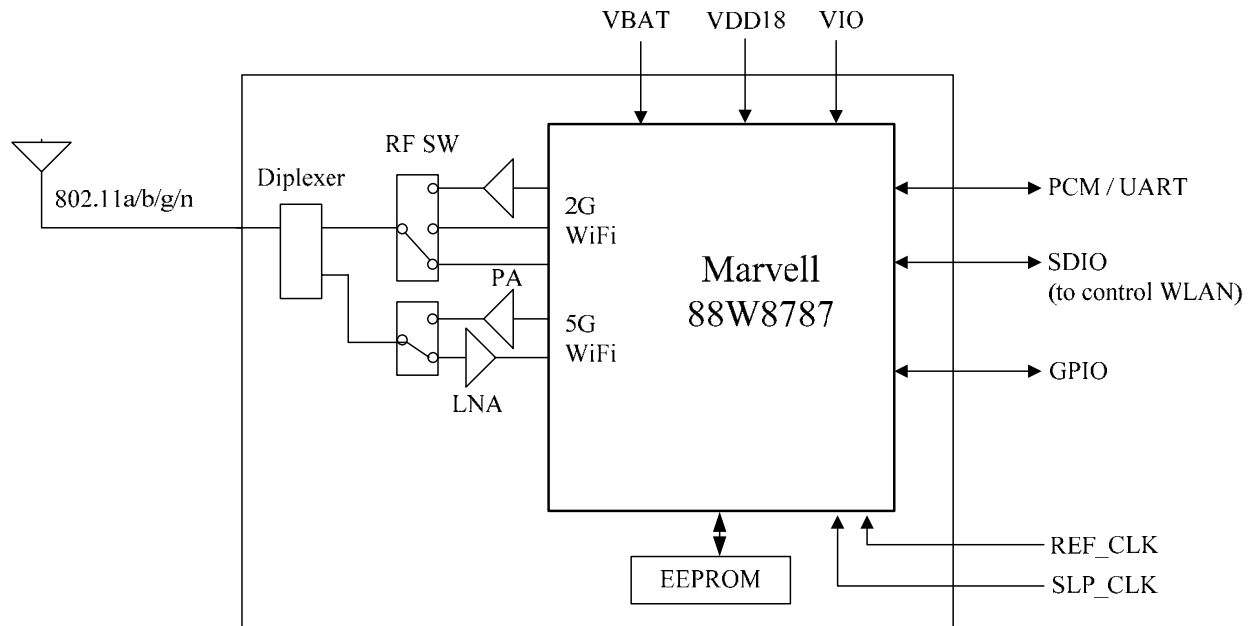 VBAT
VDD18
VIO
RF SW
Diplexer
802.11a/b/g/n
2G
WiFi
PA
5G
WiFi
LNA
Marvell
88W8787
PCM / UART
SDIO
(to control WLAN)
GPIO
REF_CLK
SLP_CLK
EEPROM